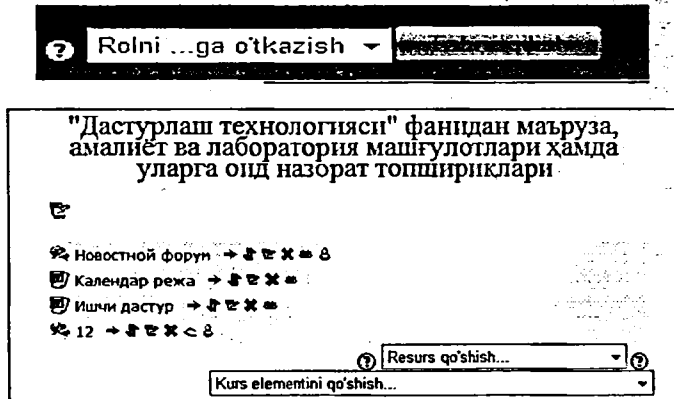 Rolni ...ga o'tkazish
"Дастурлаш технологияси" фанидан маъруза,
амалиёт ва лаборатория машғулотлари ҳамда
уларга оид назорат топшириқлари
Новостной форум
Календар режа
Ишчи дастур
12
Resurs qo'shish...
Kurs elementini qo'shish...